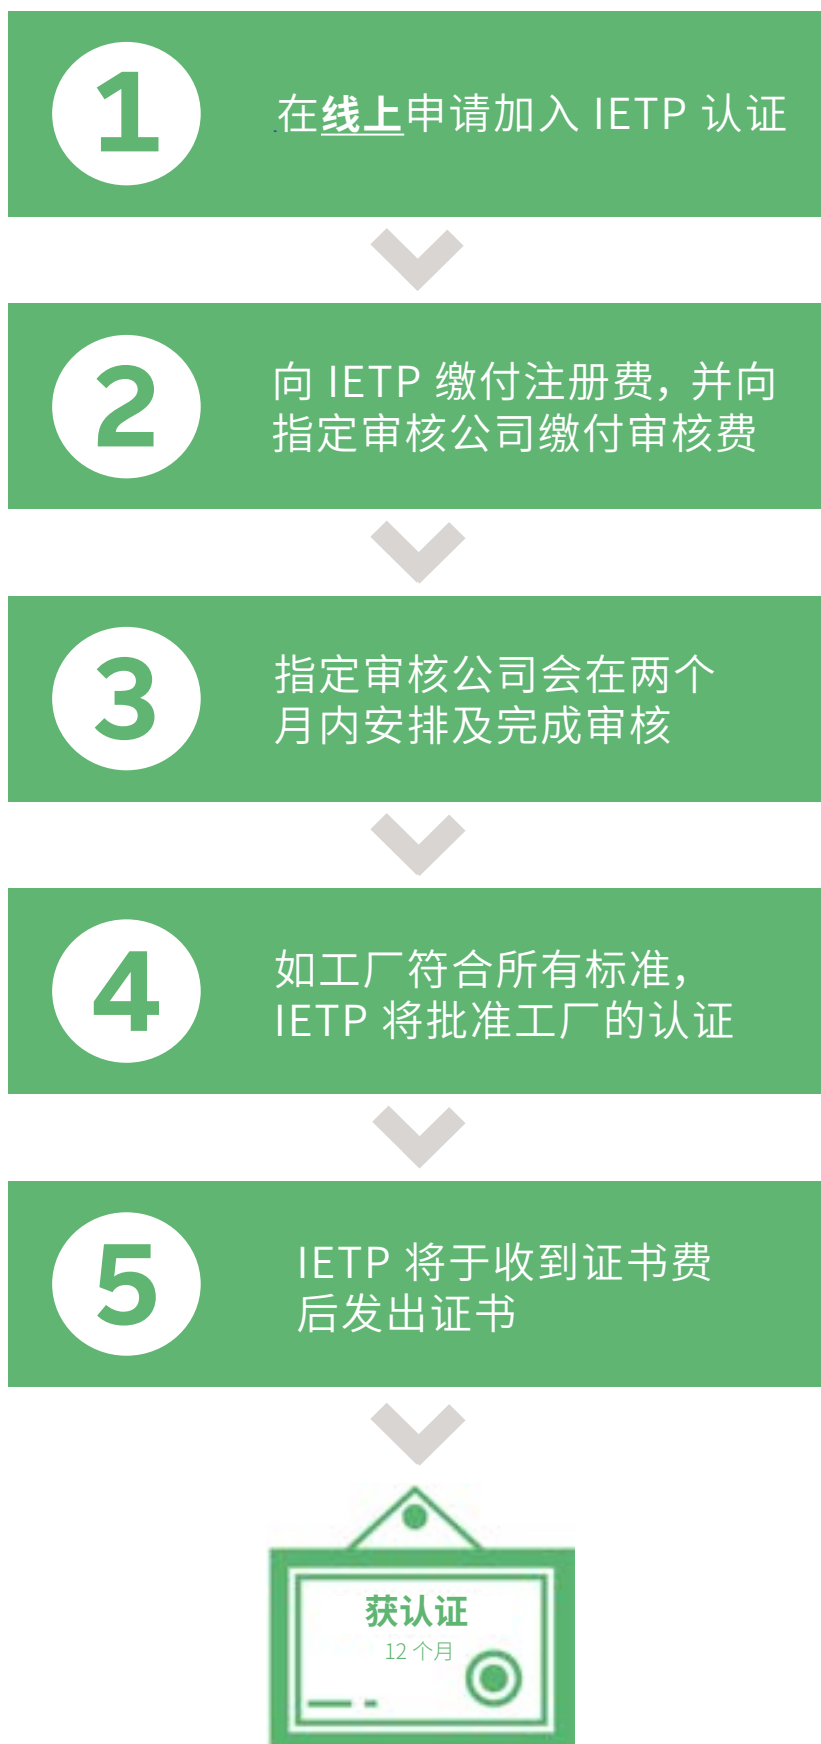 1
在线上申请加入 IETP 认证
2
向 IETP 缴付注册费，并向
指定审核公司缴付审核费
3
指定审核公司会在两个
月内安排及完成审核
4
如工厂符合所有标准，
IETP 将批准工厂的认证
5
IETP 将于收到证书费
后发出证书
获认证
12 个月